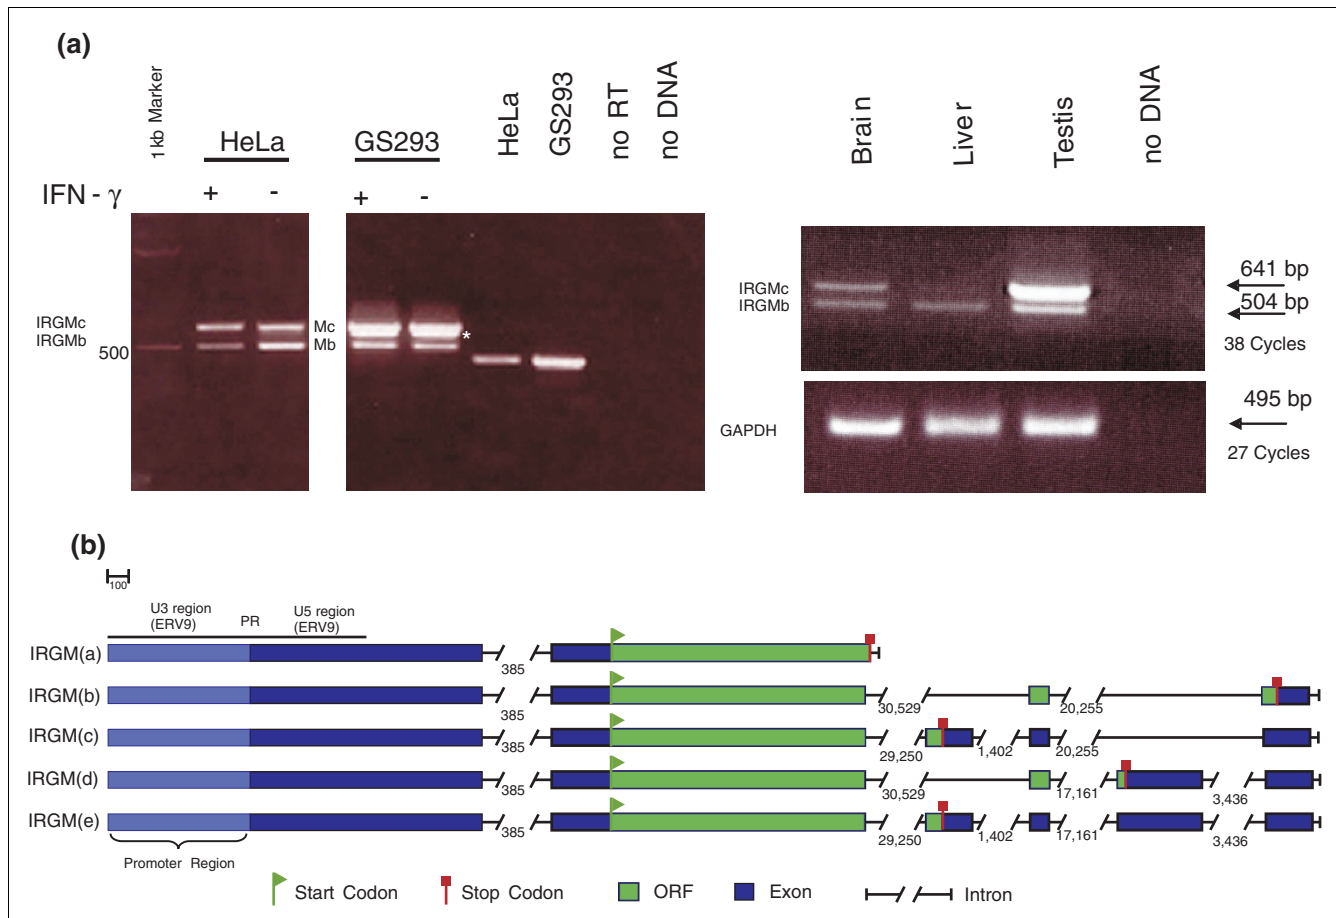 (a)
1kb Marker
HeLa
GS293
HeLa
GS293
no RT
no DNA
IFN - γ
+
-
+
-
IRGMc
IRGMb
500
Mc
Mb
*
Brain
Liver
Testis
no DNA
IRGMc
IRGMb
641 bp
504 bp
38 Cycles
GAPDH
495 bp
27 Cycles
(b)
100
U3 region
(ERV9)
PR
U5 region
(ERV9)
IRGM(a)
385
IRGM(b)
385
30,529
20,255
IRGM(c)
385
29,250
1,402
20,255
IRGM(d)
385
30,529
17,161
3,436
IRGM(e)
385
29,250
1,402
17,161
3,436
Promoter Region
Start Codon
Stop Codon
ORF
Exon
Intron